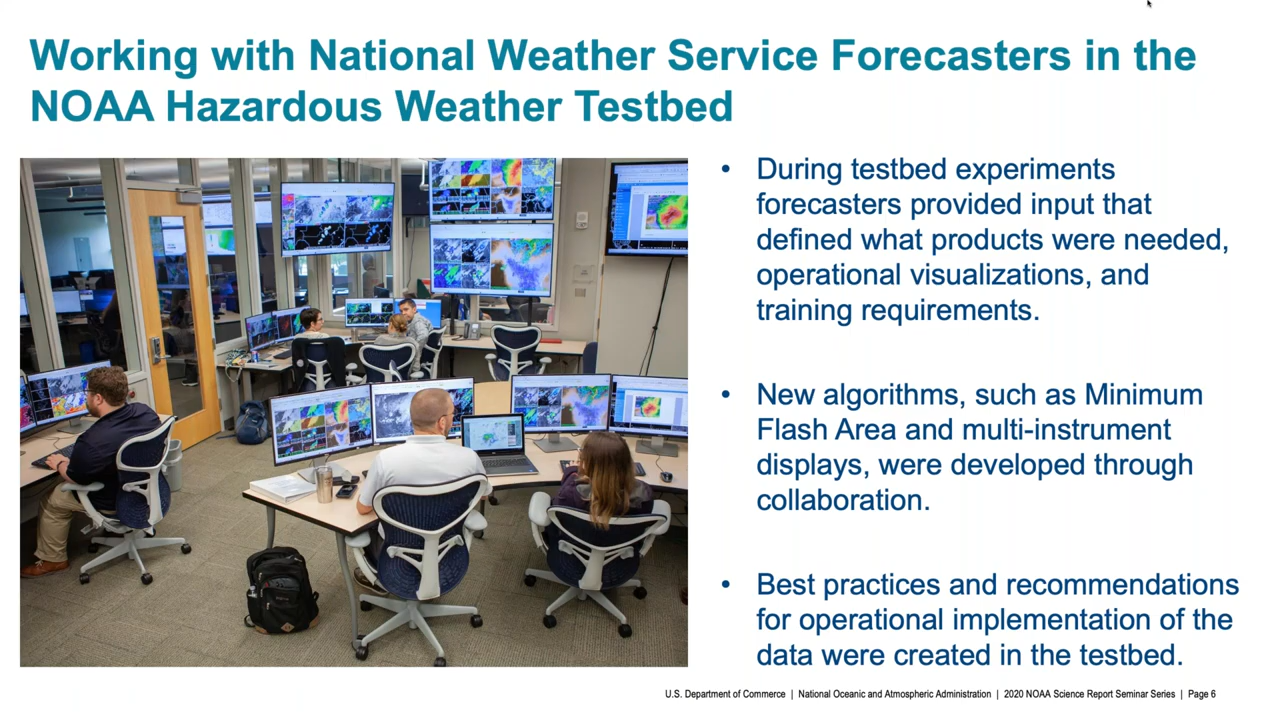 Working with National Weather Service Forecasters in the
NOAA Hazardous Weather Testbed
• During testbed experiments
forecasters provided input that
defined what products were needed,
operational visualizations, and
training requirements.
• New algorithms, such as Minimum
Flash Area and multi-instrument
displays, were developed through
collaboration.
• Best practices and recommendations
for operational implementation of the
data were created in the testbed.
U.S. Department of Commerce | National Oceanic and Atmospheric Administration | 2020 NOAA Science Report Seminar Series | Page 6